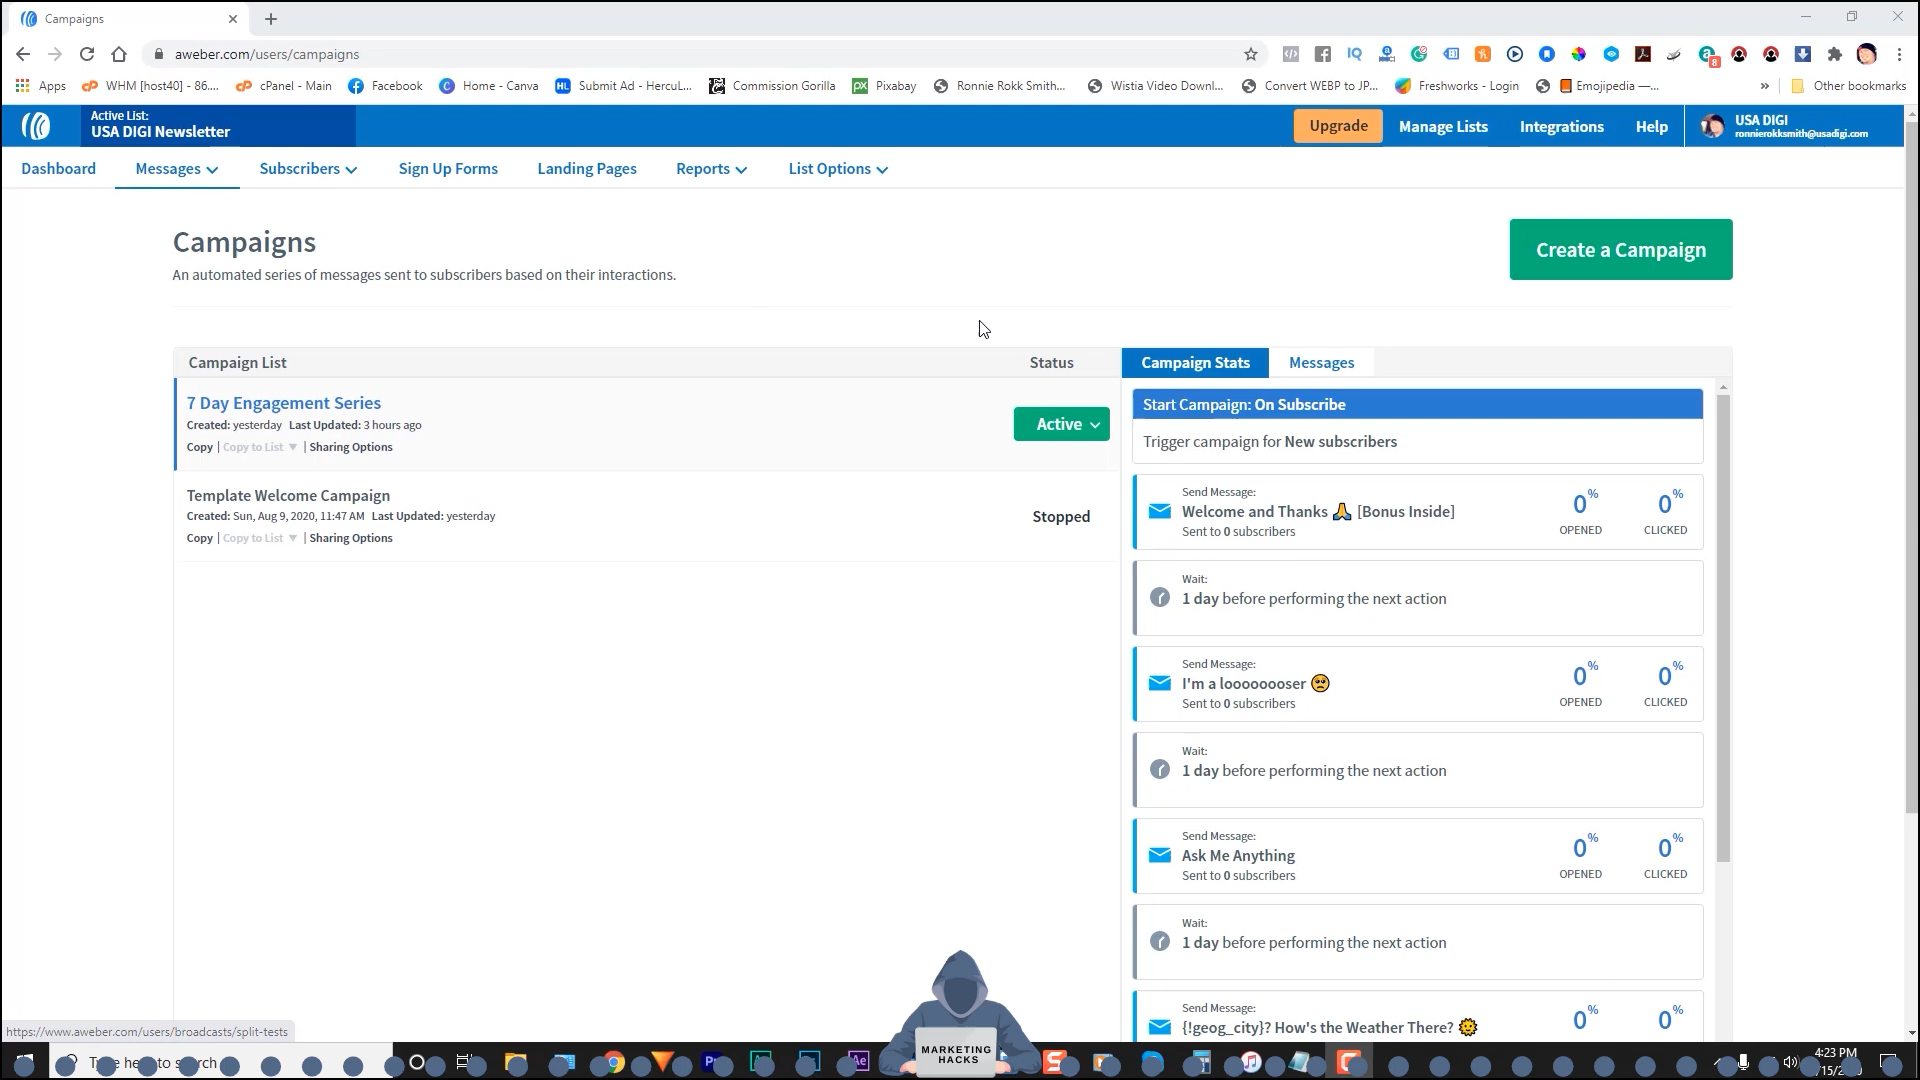 Campaigns
aweber.com/users/campaigns
Apps
WHM [host40] - 86....
cPanel - Main
Facebook
Home - Canva
Submit Ad - HercuL...
Commission Gorilla
Pixabay
Ronnie Rokk Smith...
Wistia Video Downl...
Convert WEBP to JP...
Freshworks - Login
Emojipedia —...
Other bookmarks
Active List:
USA DIGI Newsletter
Upgrade
Manage Lists
Integrations
Help
USA DIGI
ronnierokksmith@usadigi.com
Dashboard
Messages
Subscribers
Sign Up Forms
Landing Pages
Reports
List Options
Campaigns
An automated series of messages sent to subscribers based on their interactions.
Create a Campaign
Campaign List
Status
7 Day Engagement Series
Created: yesterday Last Updated: 3 hours ago
Copy | Copy to List ▼ | Sharing Options
Active
Template Welcome Campaign
Created: Sun, Aug 9, 2020, 11:47 AM Last Updated: yesterday
Copy | Copy to List ▼ | Sharing Options
Stopped
Campaign Stats
Messages
Start Campaign: On Subscribe
Trigger campaign for New subscribers
Send Message:
Welcome and Thanks 🙏 [Bonus Inside]
Sent to 0 subscribers
0%
OPENED
0%
CLICKED
Wait:
1 day before performing the next action
Send Message:
I'm a loooooooser 🥺
Sent to 0 subscribers
0%
OPENED
0%
CLICKED
Wait:
1 day before performing the next action
Send Message:
Ask Me Anything
Sent to 0 subscribers
0%
OPENED
0%
CLICKED
Wait:
1 day before performing the next action
Send Message:
{!geog_city}? How's the Weather There? 🌞
0%
0%
https://www.aweber.com/users/broadcasts/split-tests
MARKETING
HACKS
4:23 PM